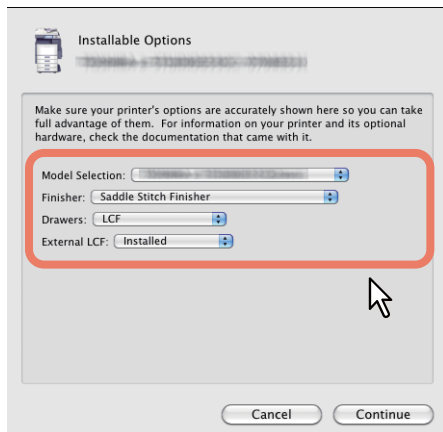 Installable Options
Make sure your printer's options are accurately shown here so you can take
full advantage of them. For information on your printer and its optional
hardware, check the documentation that came with it.
Model Selection:
Finisher: Saddle Stitch Finisher
Drawers: LCF
External LCF: Installed
Cancel Continue